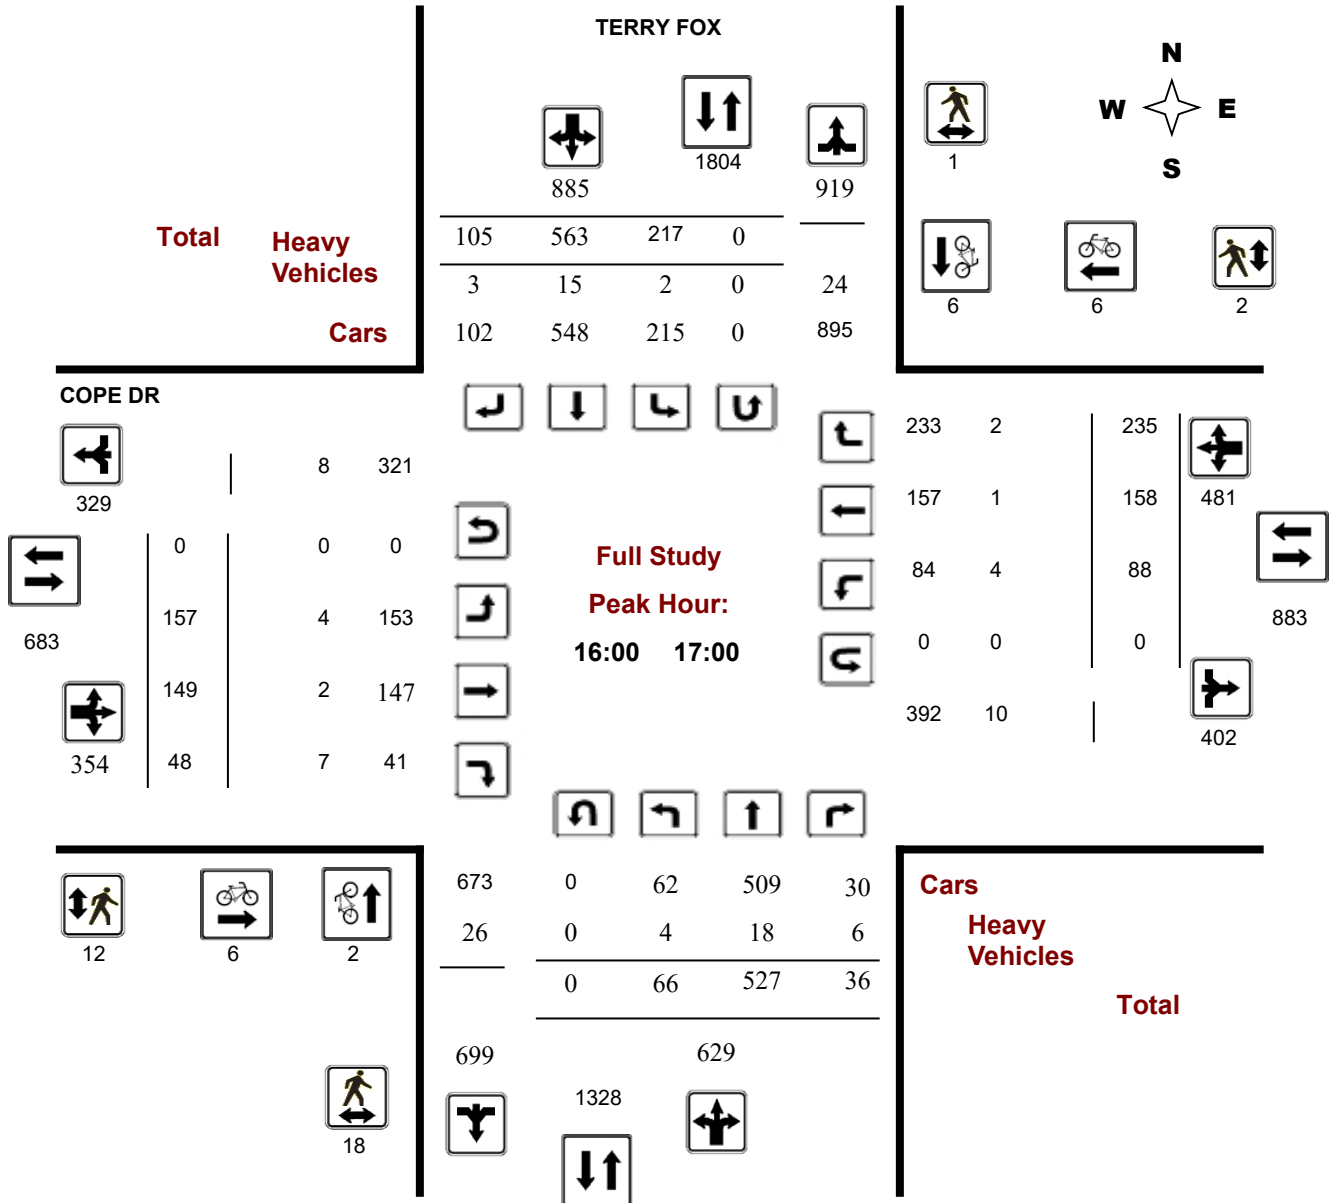 TERRY FOX
N
W E
S
1804
1
885
919
Total
Heavy
Vehicles
Cars
105 563 217 0
3 15 2 0 24
102 548 215 0 895
6 6 2
COPE DR
329
8 321
0 0 0
683
157 4 153
149 2 147
354
48 7 41
Full Study
Peak Hour:
16:00 17:00
233 2 235
157 1 158
481
84 4 88
883
0 0 0
392 10
402
673 0 62 509 30
26 0 4 18 6
0 66 527 36
Cars
Heavy
Vehicles
Total
12 6 2
699
629
1328
18